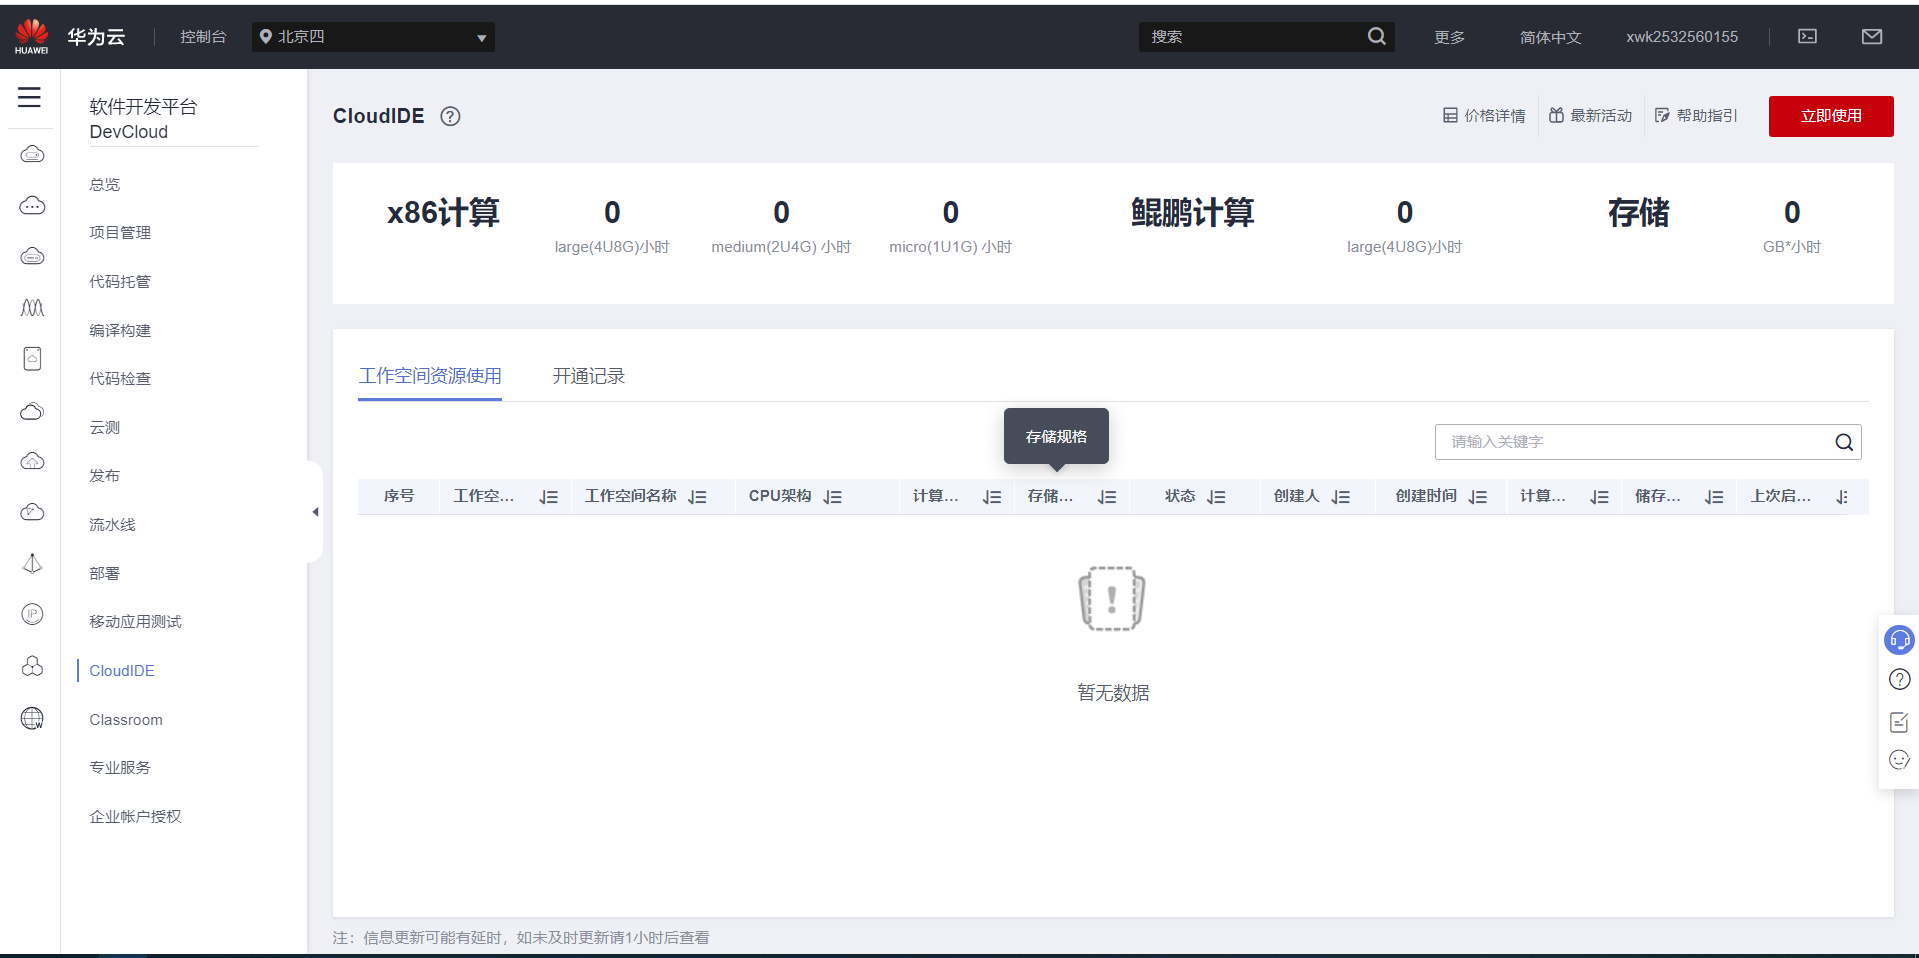 HUAWEI 华为云 控制台 北京四 搜索 更多 简体中文 xwk2532560155
软件开发平台
DevCloud
总览
项目管理
代码托管
编译构建
代码检查
云测
发布
流水线
部署
移动应用测试
CloudIDE
Classroom
专业服务
企业帐户授权
CloudIDE ? 价格详情 最新活动 帮助指引 立即使用
x86计算 0 0 0 鲲鹏计算 0 存储 0
large(4U8G)小时 medium(2U4G) 小时 micro(1U1G) 小时 large(4U8G)小时 GB*小时
工作空间资源使用 开通记录
存储规格
请输入关键字
序号 工作空... 工作空间名称 CPU架构 计算... 存储... 状态 创建人 创建时间 计算... 储存... 上次启...
暂无数据
注：信息更新可能有延时，如未及时更新请1小时后查看